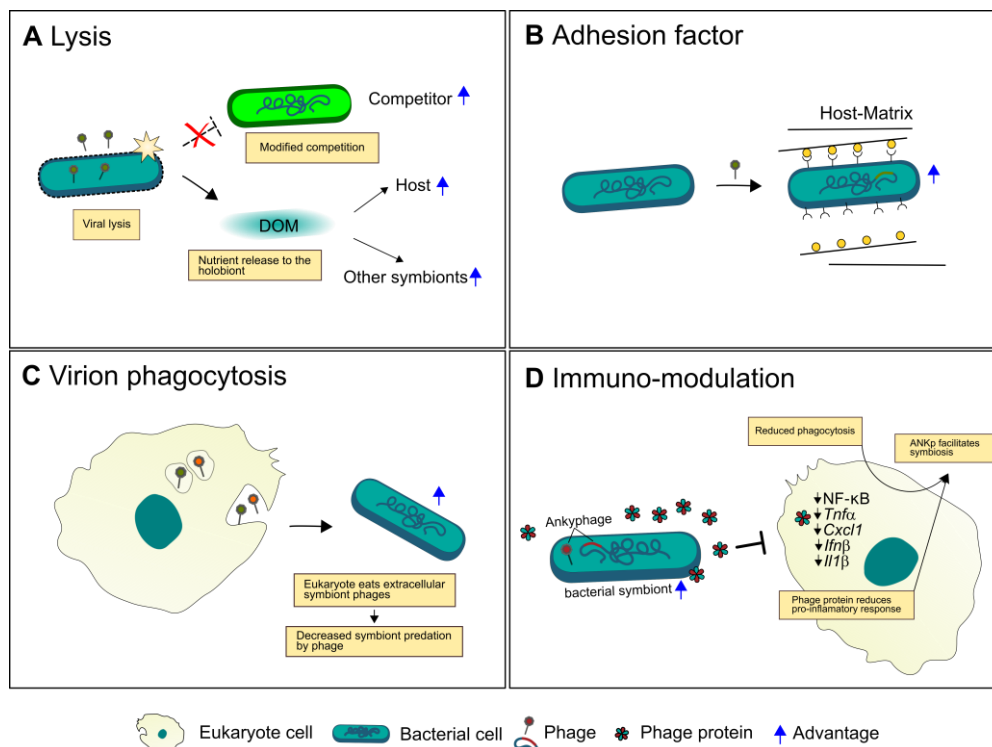 A Lysis
Competitor
Modified competition
Viral lysis
Host
DOM
Nutrient release to the
holobiont
Other symbionts
B Adhesion factor
Host-Matrix
C Virion phagocytosis
Eukaryote eats extracellular
symbiont phages
Decreased symbiont predation
by phage
D Immuno-modulation
Reduced phagocytosis
ANKp facilitates
symbiosis
Ankyphage
bacterial symbiont
NF-κB
Tnfα
Cxcl1
Ifnβ
Il1β
Phage protein reduces
pro-inflamatory response
Eukaryote cell
Bacterial cell
Phage
Phage protein
Advantage